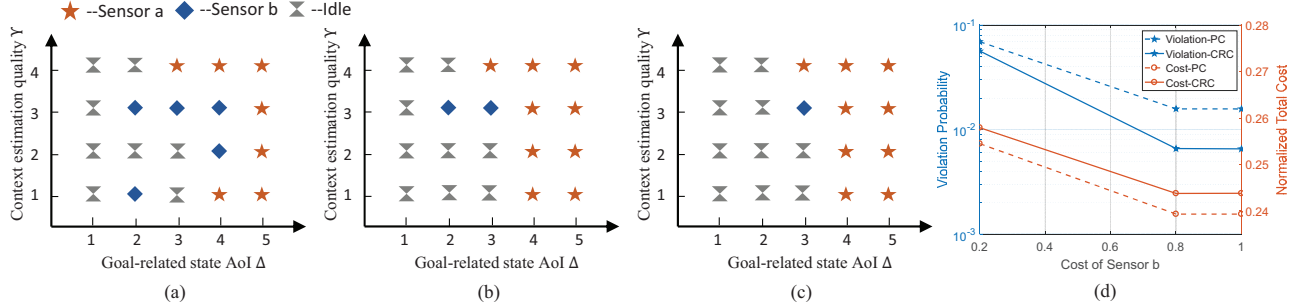 --Sensor a --Sensor b --Idle
Context estimation quality ϒ
4
3
2
1
1 2 3 4 5
Goal-related state AoI Δ
(a)
Context estimation quality ϒ
4
3
2
1
1 2 3 4 5
Goal-related state AoI Δ
(b)
Context estimation quality ϒ
4
3
2
1
1 2 3 4 5
Goal-related state AoI Δ
(c)
Violation Probability
10^-1
10^-2
10^-3
Violation-PC
Violation-CRC
Cost-PC
Cost-CRC
0.28
0.27
0.26
0.25
0.24
Normalized Total Cost
0.2 0.4 0.6 0.8 1
Cost of Sensor b
(d)